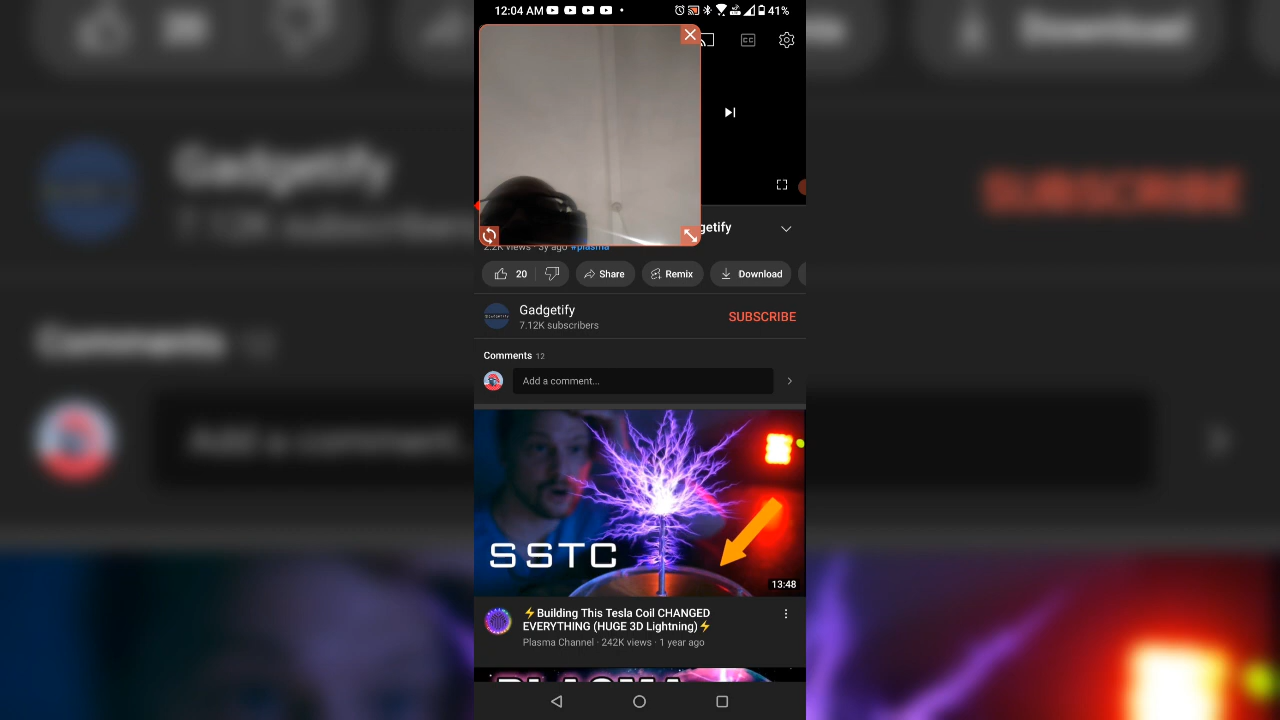 12:04 AM
41%
CC
getify
2.2K views · 3y ago #plasma
20
Share
Remix
Download
Gadgetify
7.12K subscribers
SUBSCRIBE
Comments 12
Add a comment...
SSTC
13:48
⚡Building This Tesla Coil CHANGED
EVERYTHING (HUGE 3D Lightning)⚡
Plasma Channel · 242K views · 1 year ago
PLASMA